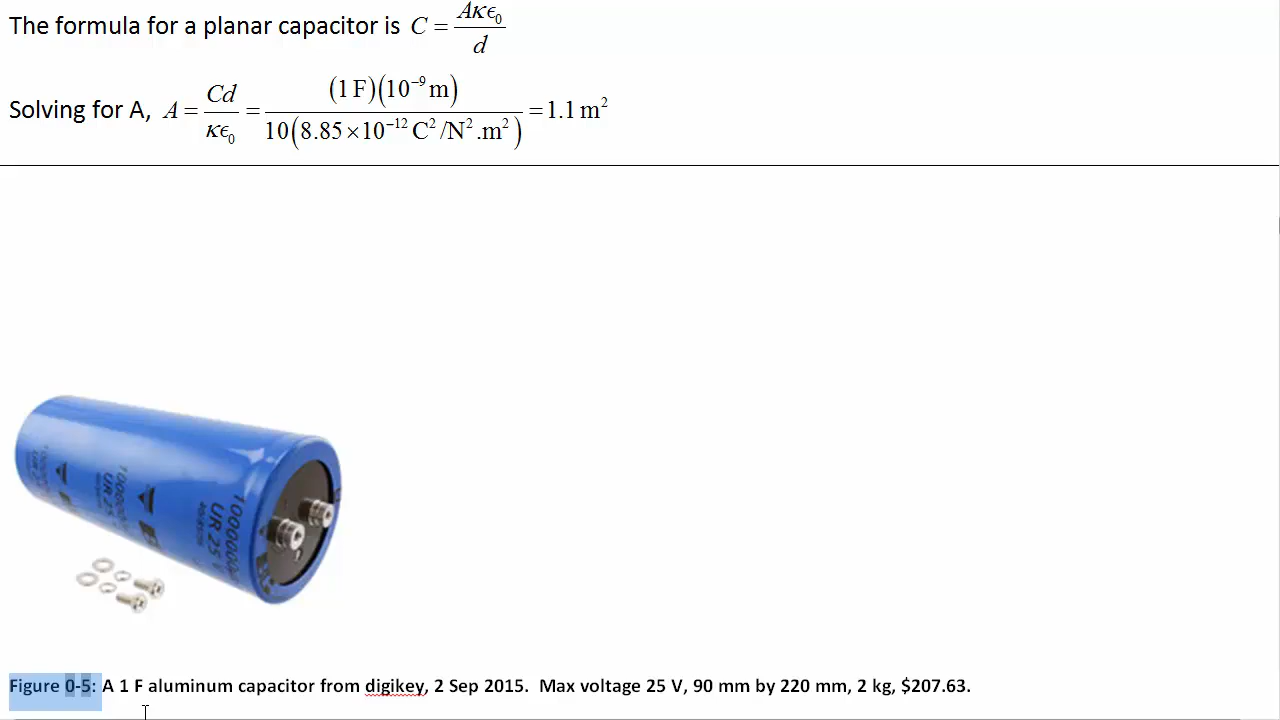 The formula for a planar capacitor is C = Aκϵ₀ / d
Solving for A, A = Cd / κϵ₀ = (1 F)(10⁻⁹ m) / 10(8.85×10⁻¹² C²/N².m²) = 1.1 m²
UR 25 V
Figure 0-5: A 1 F aluminum capacitor from digikey, 2 Sep 2015. Max voltage 25 V, 90 mm by 220 mm, 2 kg, $207.63.